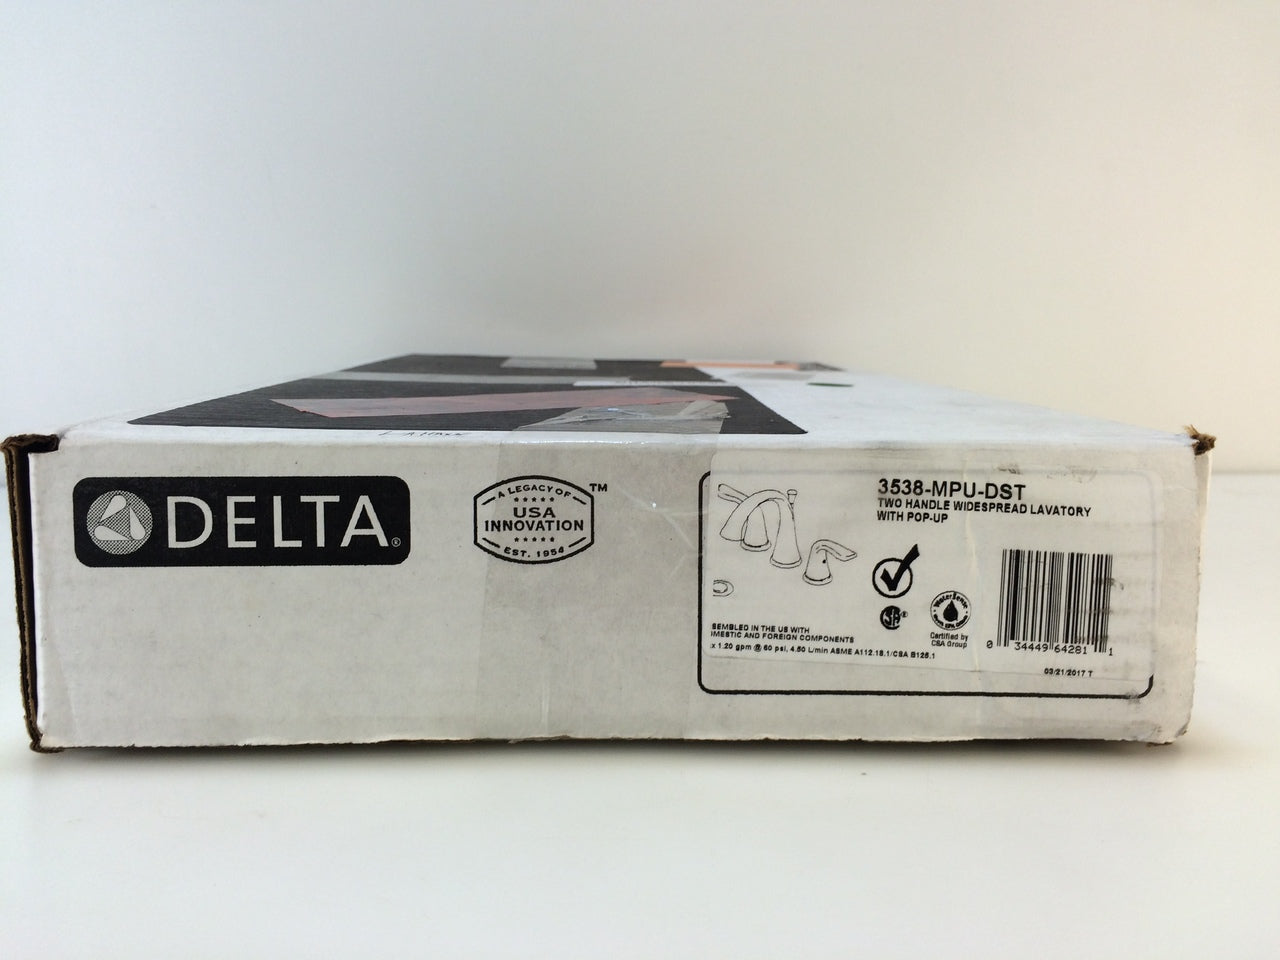 DELTA®
A LEGACY OF
USA
INNOVATION
EST. 1954
™
3538-MPU-DST
TWO HANDLE WIDESPREAD LAVATORY
WITH POP-UP
SEMBLED IN THE US WITH
MESTIC AND FOREIGN COMPONENTS
x 1.20 gpm @ 60 psi, 4.50 L/min ASME A112.18.1/CSA B125.1
WaterSense
Certified by
CSA Group
0 34449 64281 1
03/21/2017 T